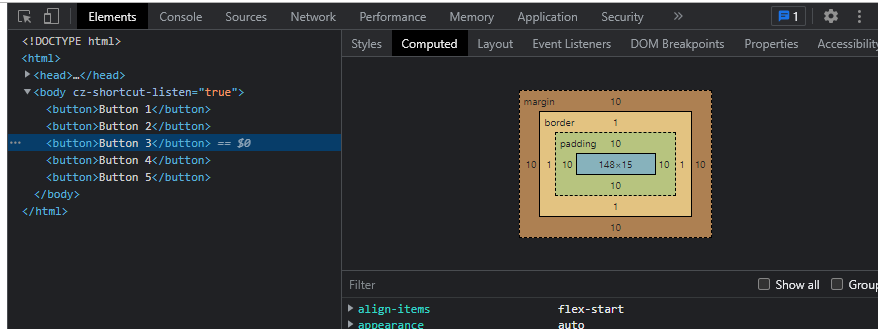 Elements Console Sources Network Performance Memory Application Security » 1
<!DOCTYPE html>
<html>
<head>…</head>
<body cz-shortcut-listen="true">
<button>Button 1</button>
<button>Button 2</button>
··· <button>Button 3</button> == $0
<button>Button 4</button>
<button>Button 5</button>
</body>
</html>
Styles Computed Layout Event Listeners DOM Breakpoints Properties Accessibility
margin 10
border 1
padding 10
10 1 10 148×15 10 1 10
10
1
10
Filter Show all Group
align-items flex-start
appearance auto